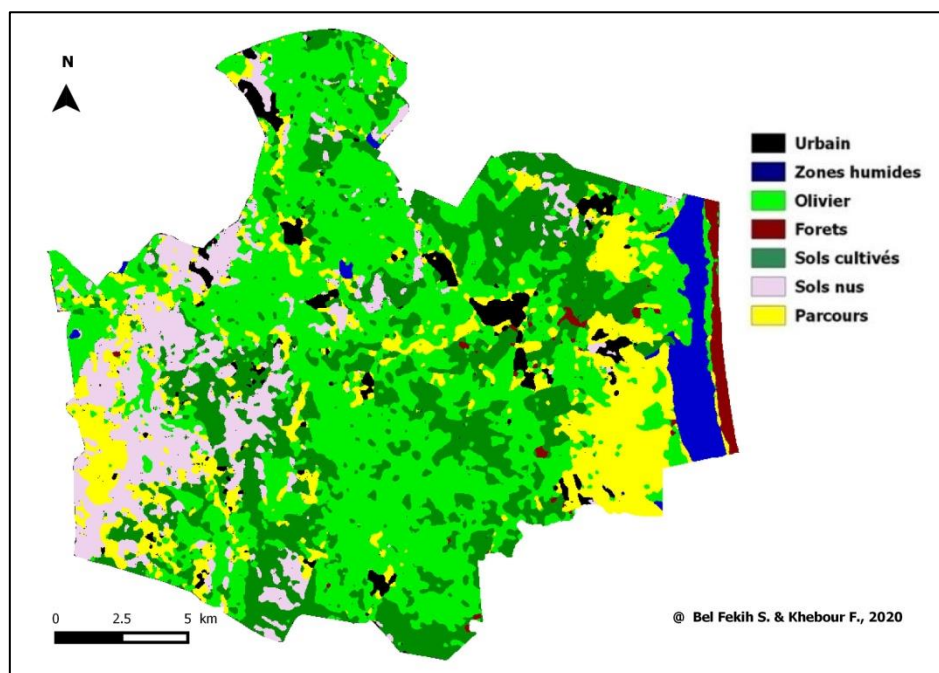 N
Urbain
Zones humides
Olivier
Forets
Sols cultivés
Sols nus
Parcours
0 2.5 5 km
@ Bel Fekih S. & Khebour F., 2020